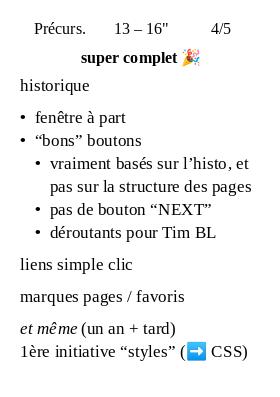 Précurs. 13 – 16" 4/5
super complet 🎉
historique
• fenêtre à part
• “bons” boutons
• vraiment basés sur l’histo, et
pas sur la structure des pages
• pas de bouton “NEXT”
• déroutants pour Tim BL
liens simple clic
marques pages / favoris
et même (un an + tard)
1ère initiative “styles” (➡️ CSS)